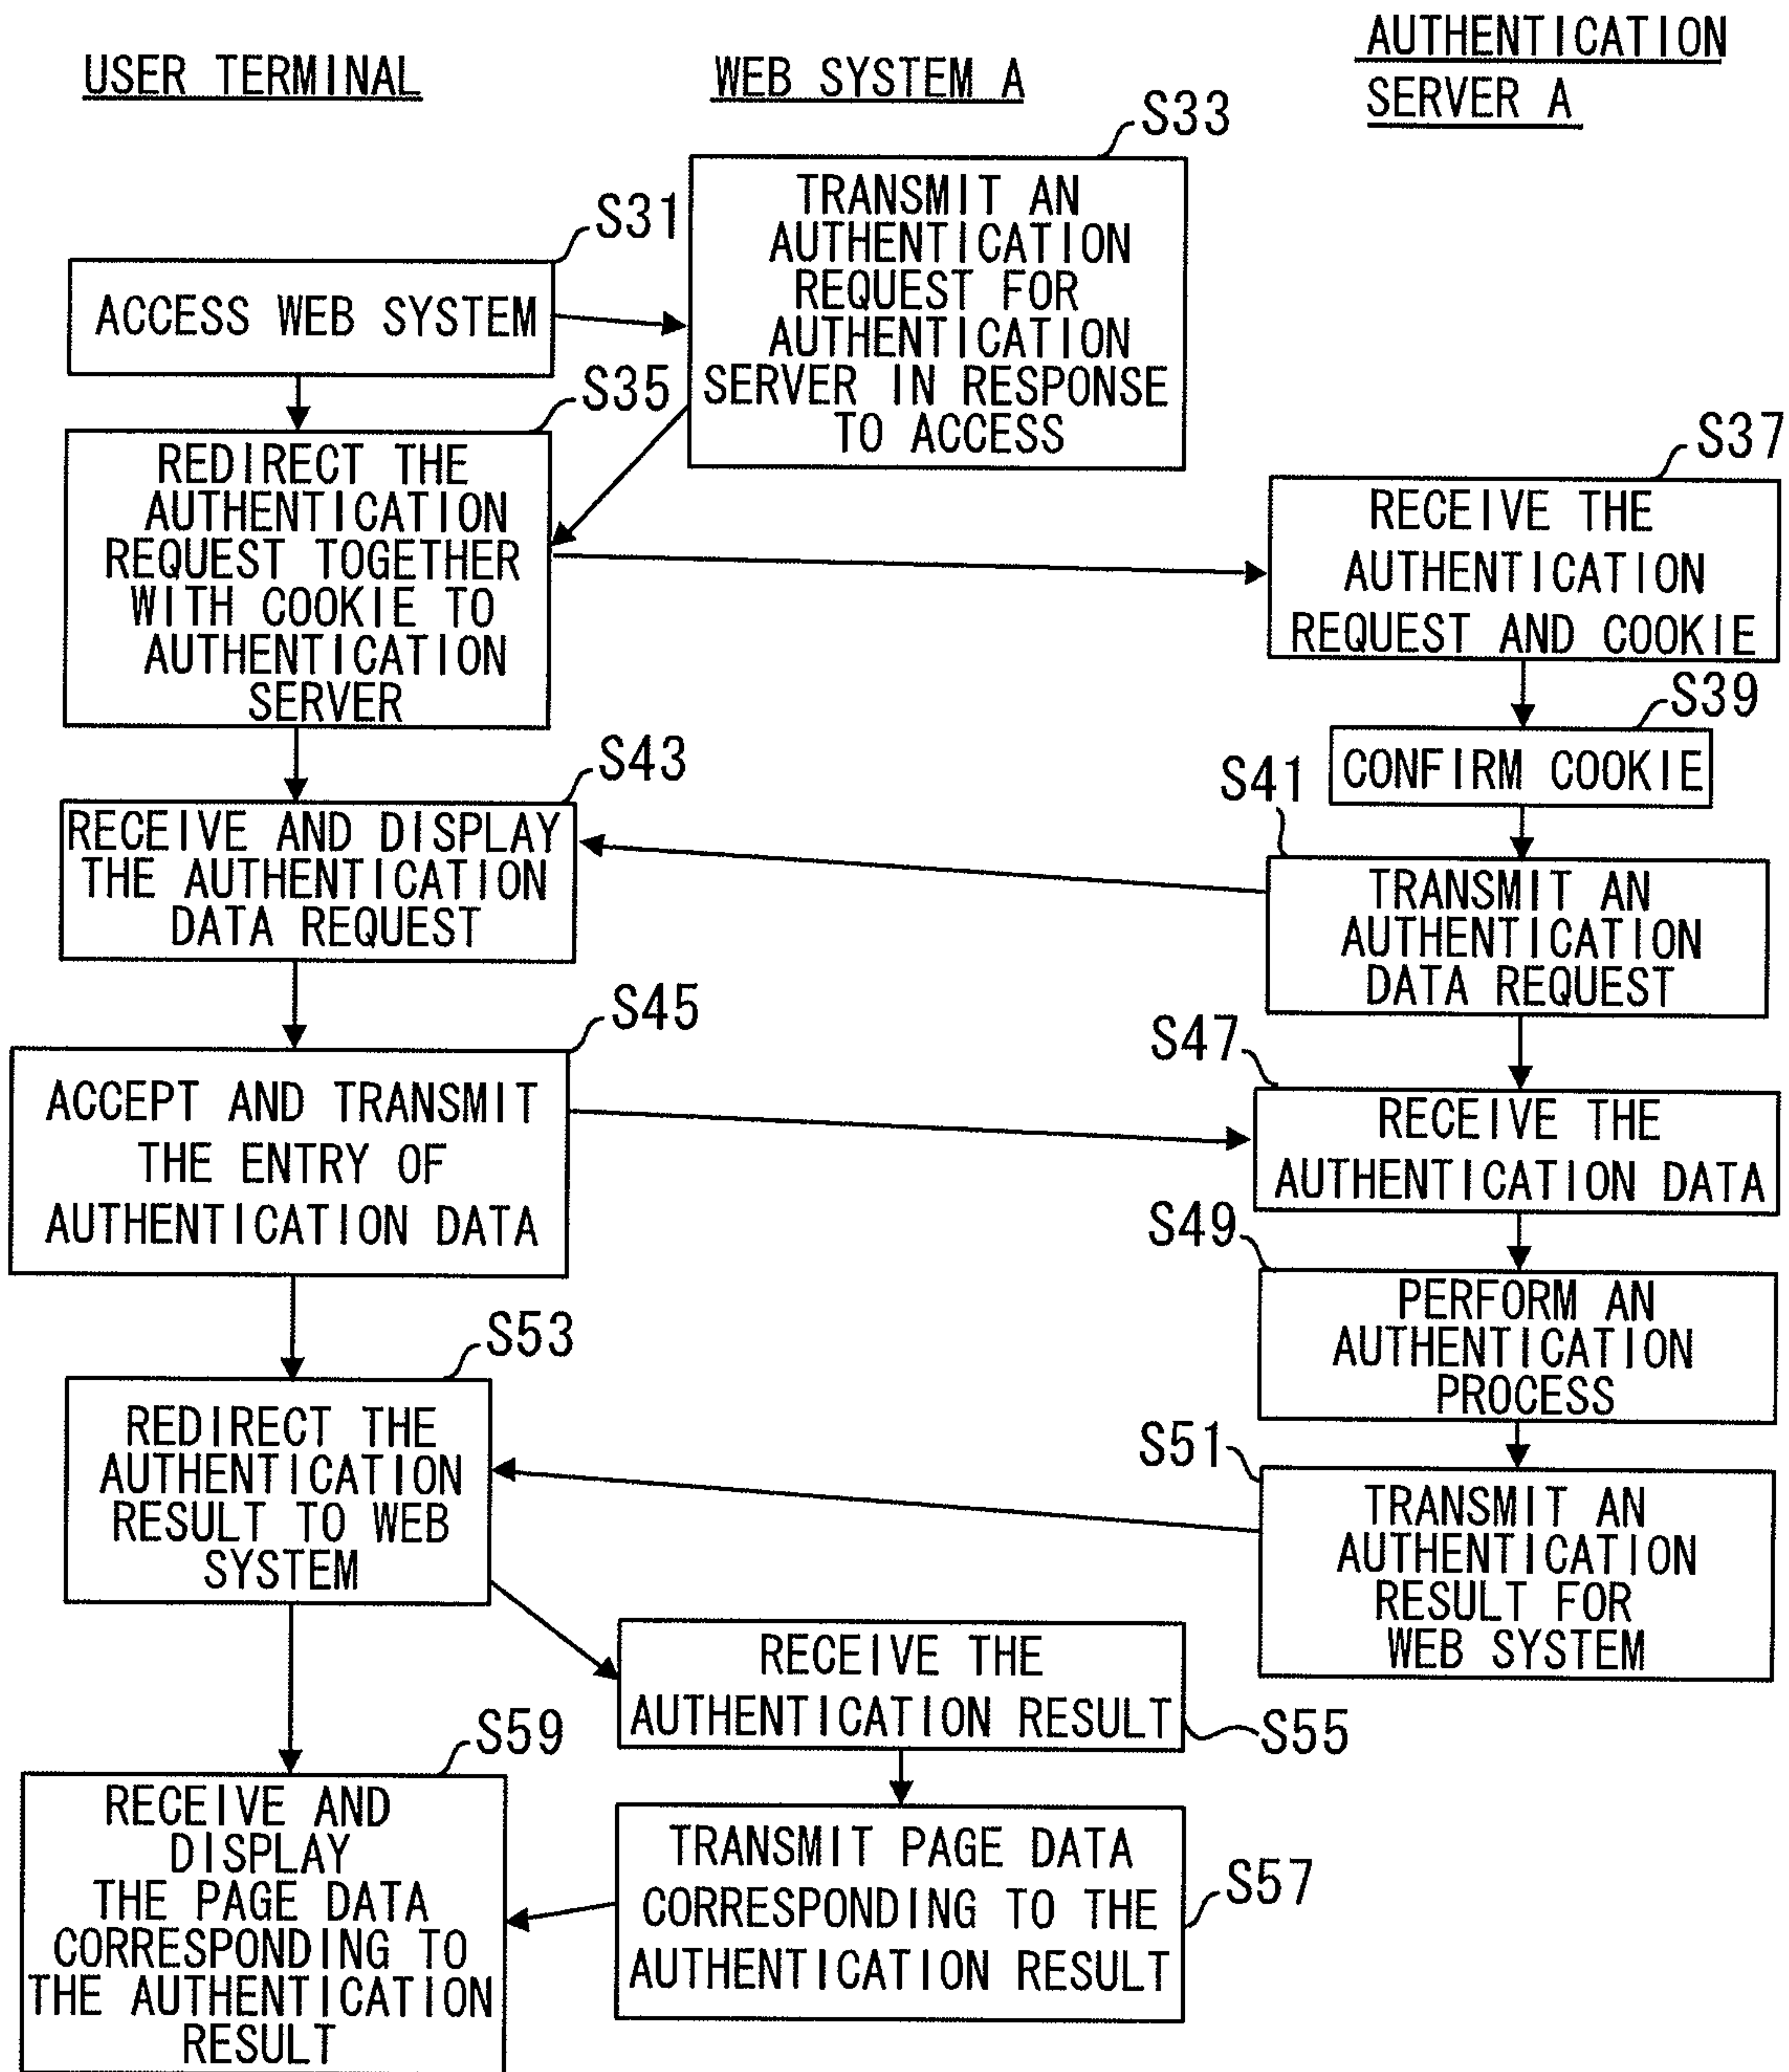 USER TERMINAL
WEB SYSTEM A
AUTHENTICATION
SERVER A
S33
TRANSMIT AN
AUTHENTICATION
REQUEST FOR
AUTHENTICATION
SERVER IN RESPONSE
TO ACCESS
S31
ACCESS WEB SYSTEM
S35
REDIRECT THE
AUTHENTICATION
REQUEST TOGETHER
WITH COOKIE TO
AUTHENTICATION
SERVER
S37
RECEIVE THE
AUTHENTICATION
REQUEST AND COOKIE
S39
CONFIRM COOKIE
S41
TRANSMIT AN
AUTHENTICATION
DATA REQUEST
S43
RECEIVE AND DISPLAY
THE AUTHENTICATION
DATA REQUEST
S45
ACCEPT AND TRANSMIT
THE ENTRY OF
AUTHENTICATION DATA
S47
RECEIVE THE
AUTHENTICATION DATA
S49
PERFORM AN
AUTHENTICATION
PROCESS
S51
TRANSMIT AN
AUTHENTICATION
RESULT FOR
WEB SYSTEM
S53
REDIRECT THE
AUTHENTICATION
RESULT TO WEB
SYSTEM
RECEIVE THE
AUTHENTICATION RESULT
S55
TRANSMIT PAGE DATA
CORRESPONDING TO THE
AUTHENTICATION RESULT
S57
S59
RECEIVE AND
DISPLAY
THE PAGE DATA
CORRESPONDING TO
THE AUTHENTICATION
RESULT